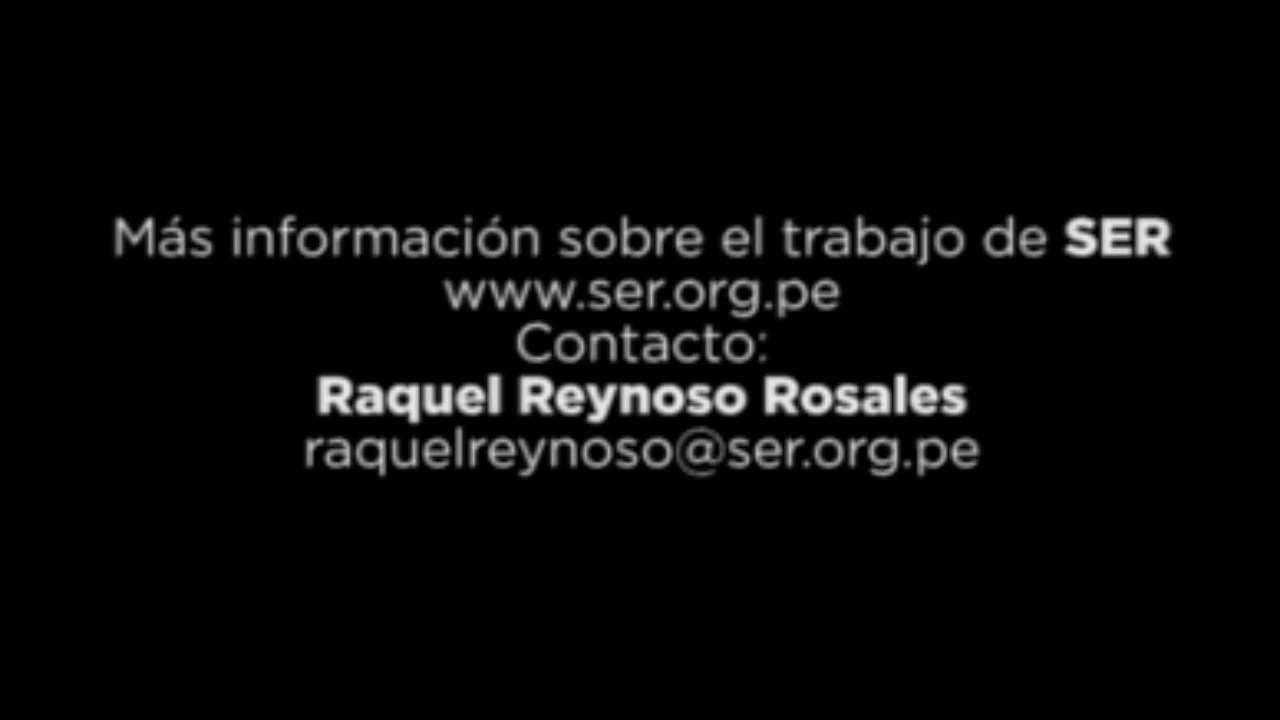 Más información sobre el trabajo de SER
www.ser.org.pe
Contacto:
Raquel Reynoso Rosales
raquelreynoso@ser.org.pe